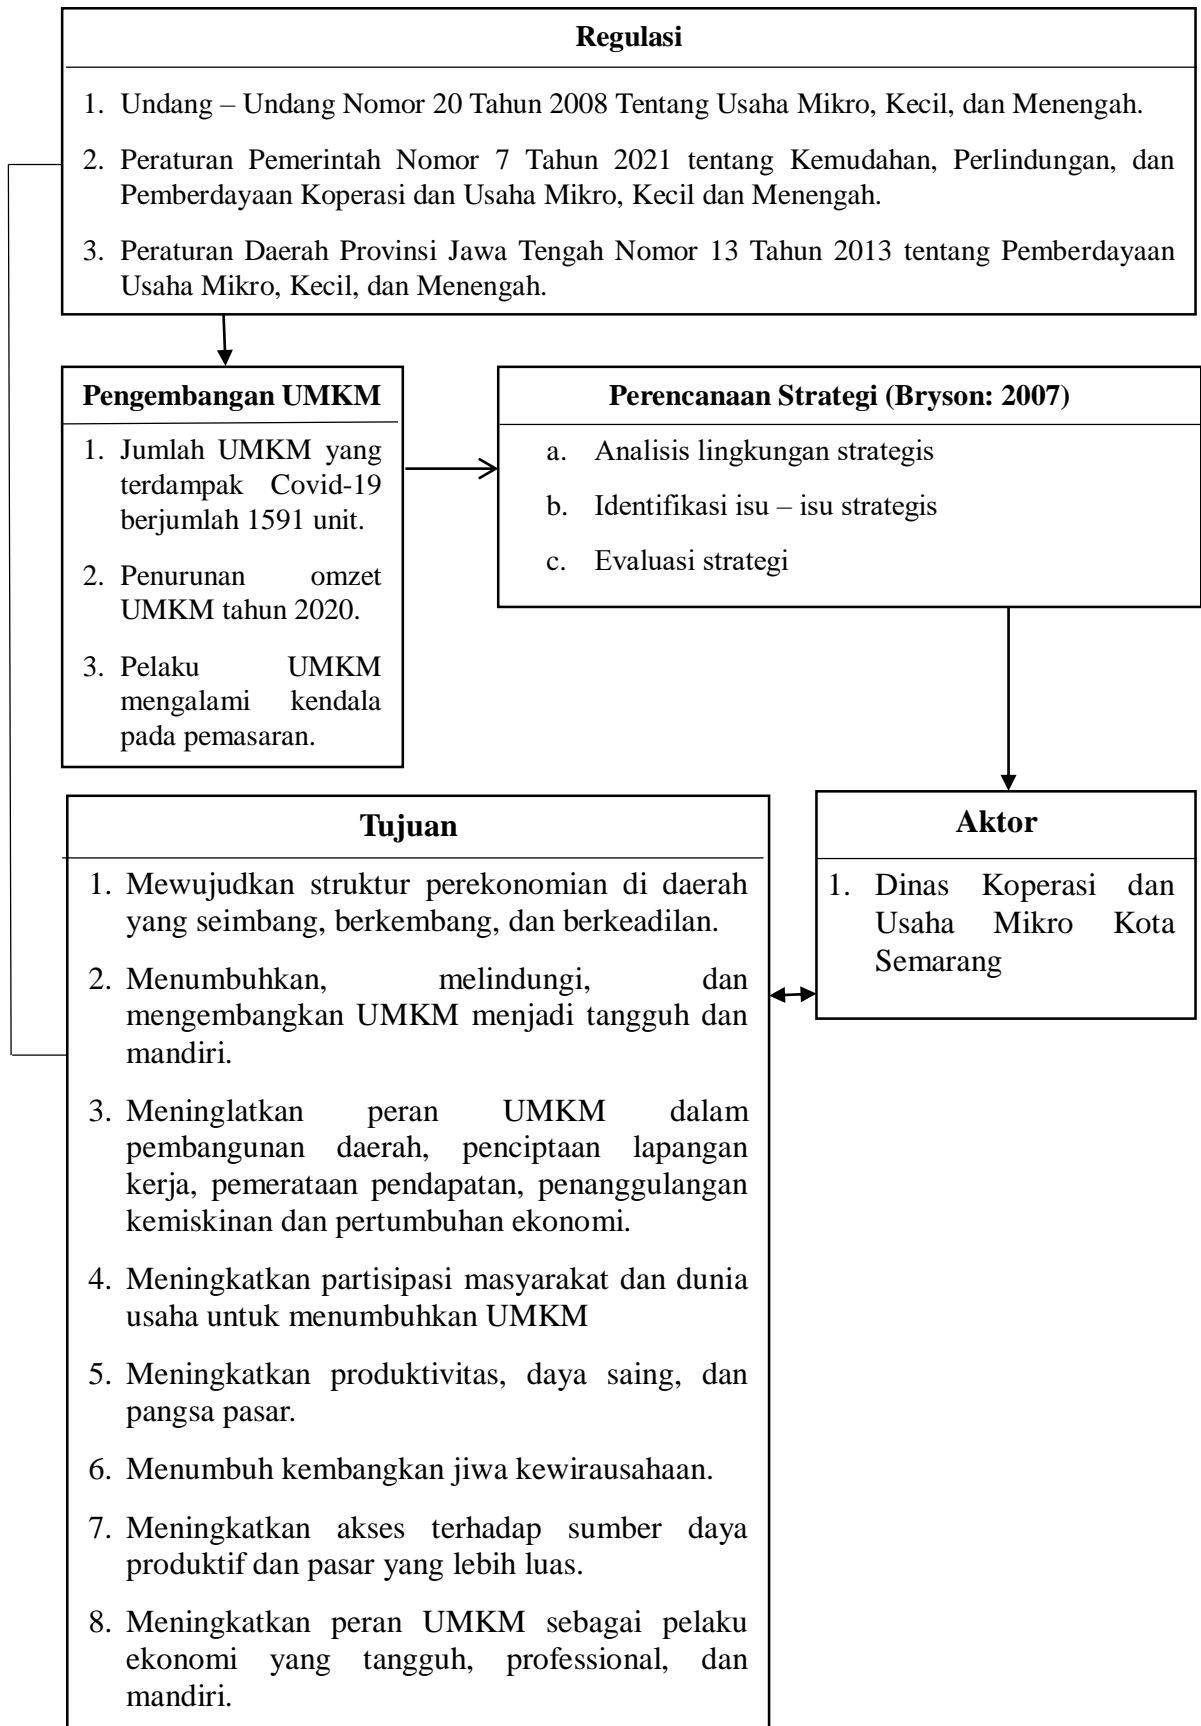 Regulasi
1. Undang – Undang Nomor 20 Tahun 2008 Tentang Usaha Mikro, Kecil, dan Menengah.
2. Peraturan Pemerintah Nomor 7 Tahun 2021 tentang Kemudahan, Perlindungan, dan
Pemberdayaan Koperasi dan Usaha Mikro, Kecil dan Menengah.
3. Peraturan Daerah Provinsi Jawa Tengah Nomor 13 Tahun 2013 tentang Pemberdayaan
Usaha Mikro, Kecil, dan Menengah.
Pengembangan UMKM
1. Jumlah UMKM yang
terdampak Covid-19
berjumlah 1591 unit.
2. Penurunan omzet
UMKM tahun 2020.
3. Pelaku UMKM
mengalami kendala
pada pemasaran.
Perencanaan Strategi (Bryson: 2007)
a. Analisis lingkungan strategis
b. Identifikasi isu – isu strategis
c. Evaluasi strategi
Tujuan
1. Mewujudkan struktur perekonomian di daerah
yang seimbang, berkembang, dan berkeadilan.
2. Menumbuhkan, melindungi, dan
mengembangkan UMKM menjadi tangguh dan
mandiri.
3. Meninglatkan peran UMKM dalam
pembangunan daerah, penciptaan lapangan
kerja, pemerataan pendapatan, penanggulangan
kemiskinan dan pertumbuhan ekonomi.
4. Meningkatkan partisipasi masyarakat dan dunia
usaha untuk menumbuhkan UMKM
5. Meningkatkan produktivitas, daya saing, dan
pangsa pasar.
6. Menumbuh kembangkan jiwa kewirausahaan.
7. Meningkatkan akses terhadap sumber daya
produktif dan pasar yang lebih luas.
8. Meningkatkan peran UMKM sebagai pelaku
ekonomi yang tangguh, professional, dan
mandiri.
Aktor
1. Dinas Koperasi dan
Usaha Mikro Kota
Semarang